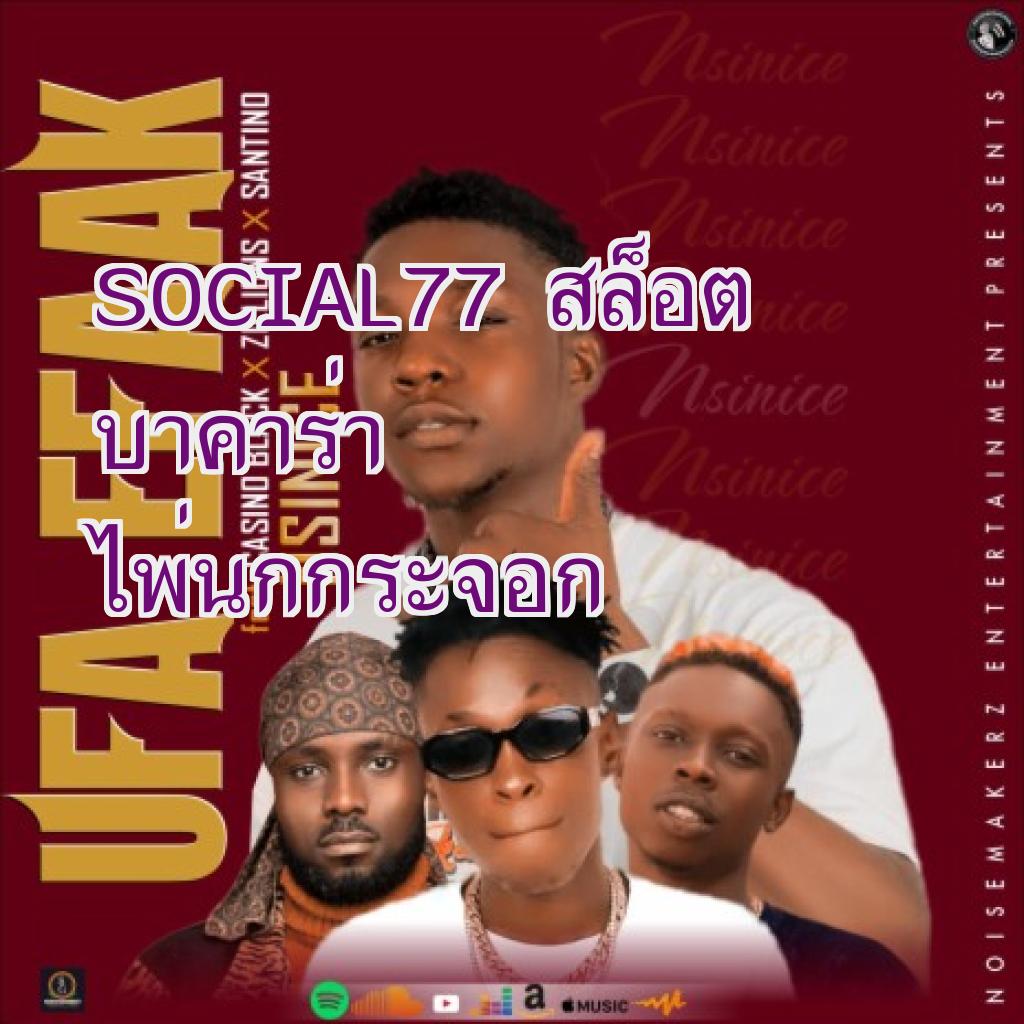 Nsinice
Nsinice
Nsinice
Nsinice
Nsinice
Nsinice
NOISEMAKERZ ENTERTAINMENT PRESENTS
UFA EFAAK
X SANTINO
SOCIAL77 สล็อต
บาคาร่า
ไพ่นกกระจอก
a
MUSIC